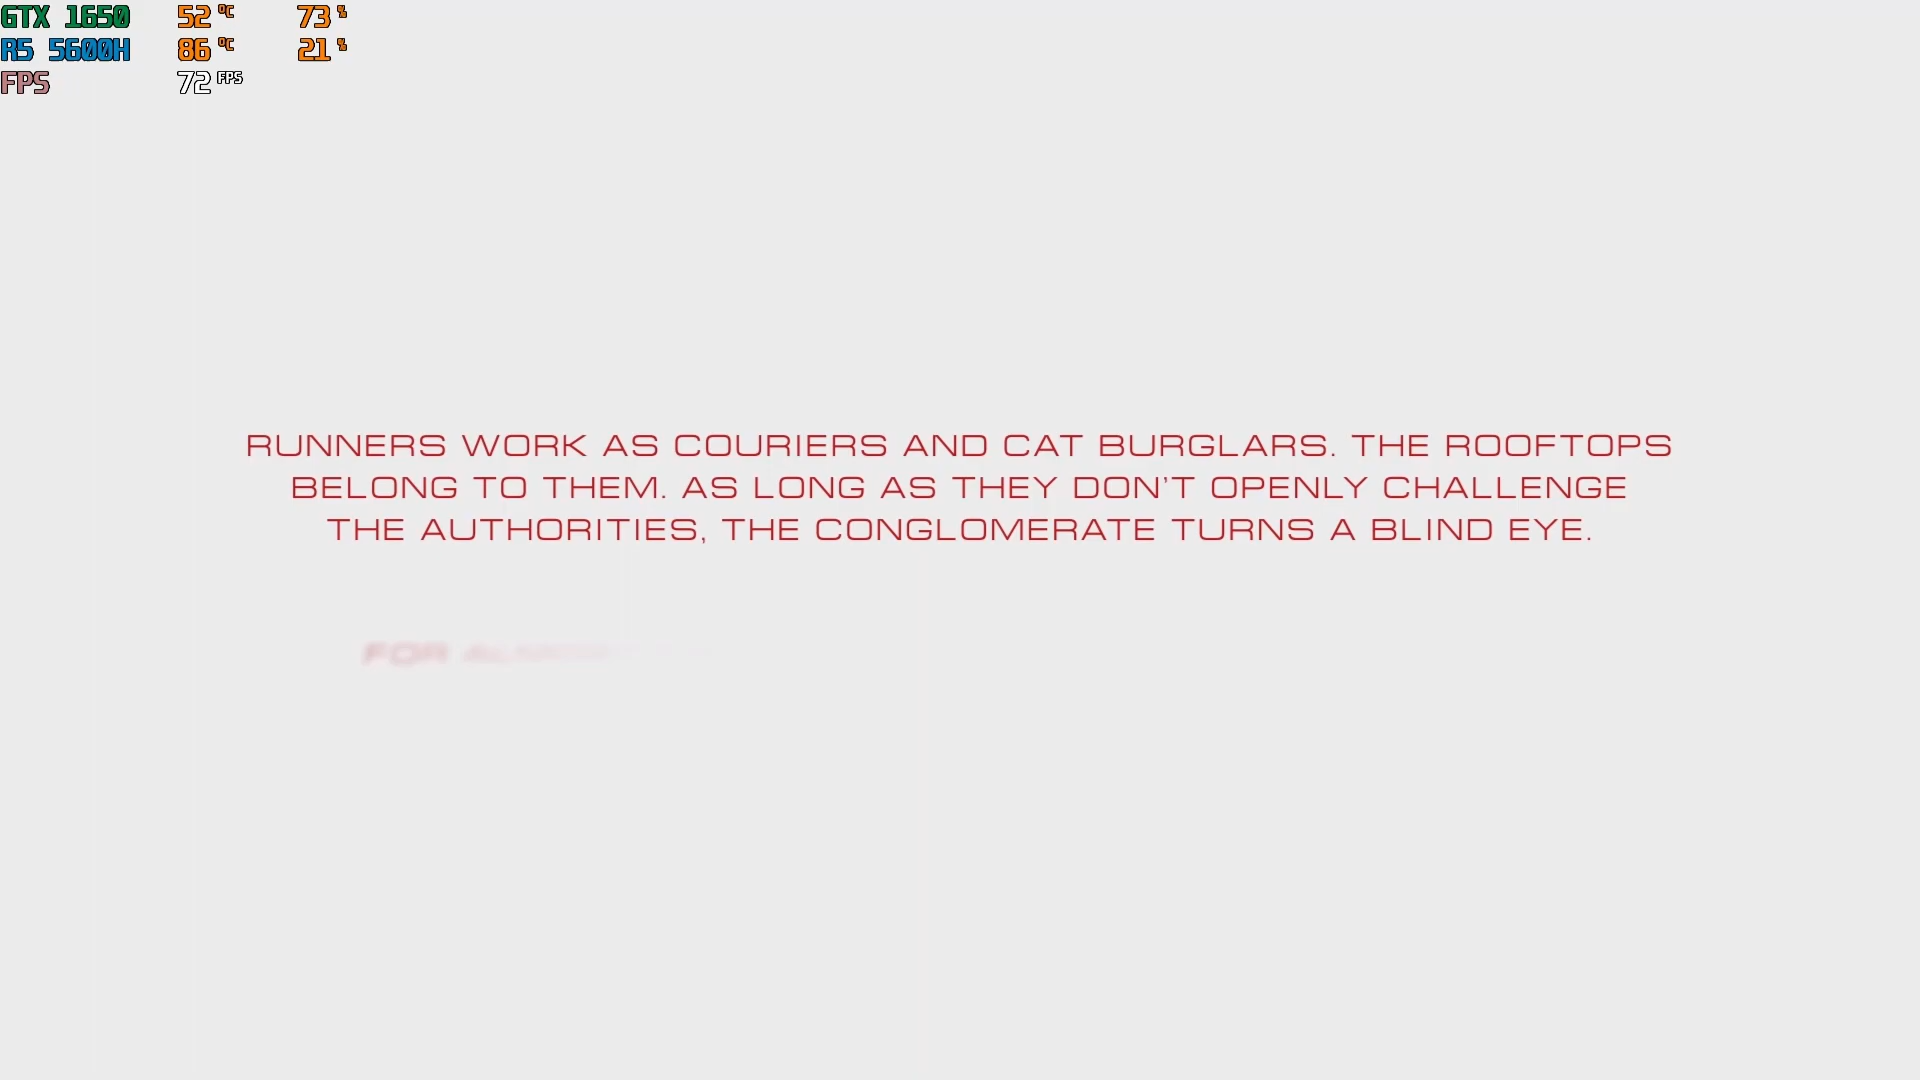 GTX 1650 52 °C 73 %
R5 5600H 86 °C 21 %
FPS 72 FPS
RUNNERS WORK AS COURIERS AND CAT BURGLARS. THE ROOFTOPS
BELONG TO THEM. AS LONG AS THEY DON'T OPENLY CHALLENGE
THE AUTHORITIES, THE CONGLOMERATE TURNS A BLIND EYE.
FOR